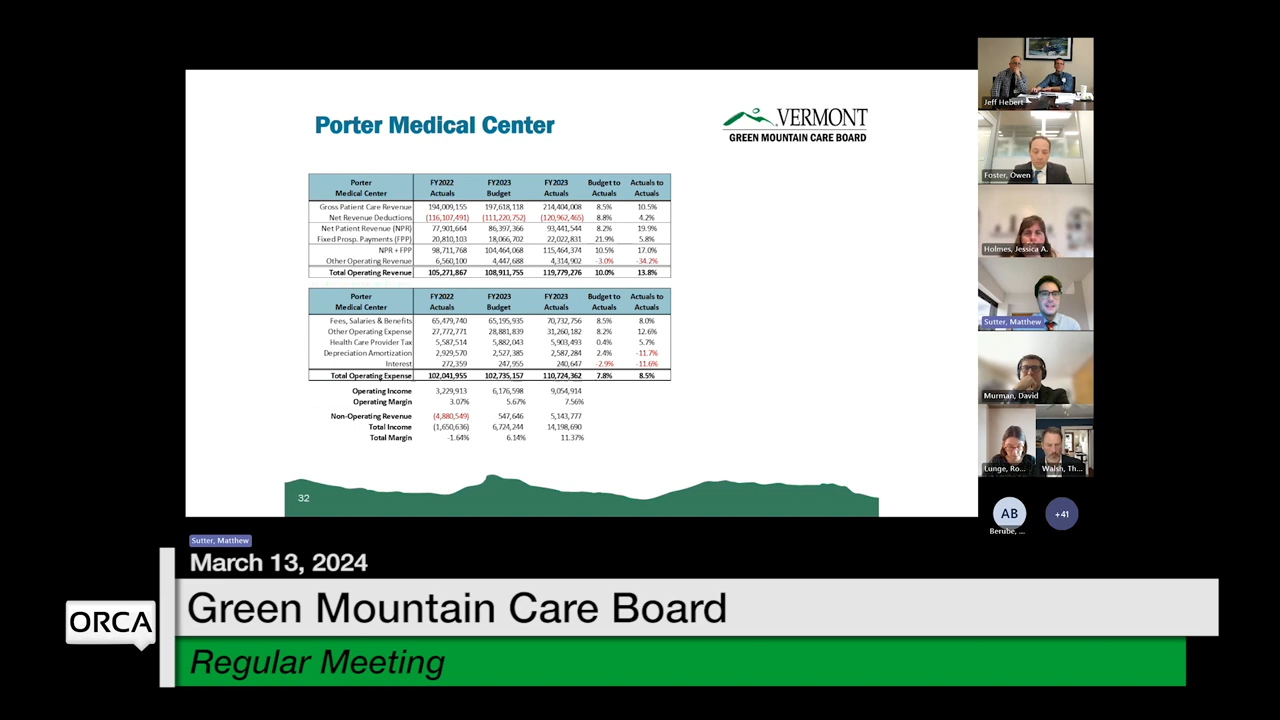 Porter Medical Center
VERMONT
GREEN MOUNTAIN CARE BOARD
Porter Medical Center FY2022 Actuals FY2023 Budget FY2023 Actuals Budget to Actuals Actuals to Actuals
Gross Patient Care Revenue 194,009,155 197,618,118 214,404,008 8.5% 10.5%
Net Revenue Deductions (116,107,491) (111,220,752) (120,962,465) 8.8% 4.2%
Net Patient Revenue (NPR) 77,901,664 86,397,366 93,441,544 8.2% 19.9%
Fixed Prosp. Payments (FPP) 20,810,103 18,066,702 22,022,831 21.9% 5.8%
NPR + FPP 98,711,768 104,464,068 115,464,374 10.5% 17.0%
Other Operating Revenue 6,560,100 4,447,688 4,314,902 -3.0% -34.2%
Total Operating Revenue 105,271,867 108,911,755 119,779,276 10.0% 13.8%
Porter Medical Center FY2022 Actuals FY2023 Budget FY2023 Actuals Budget to Actuals Actuals to Actuals
Fees, Salaries & Benefits 65,479,740 65,195,935 70,732,756 8.5% 8.0%
Other Operating Expense 27,772,771 28,881,839 31,260,182 8.2% 12.6%
Health Care Provider Tax 5,587,514 5,882,043 5,903,493 0.4% 5.7%
Depreciation Amortization 2,929,570 2,527,385 2,587,284 2.4% -11.7%
Interest 272,359 247,955 240,647 -2.9% -11.6%
Total Operating Expense 102,041,955 102,735,157 110,724,362 7.8% 8.5%
Operating Income 3,229,913 6,176,598 9,054,914
Operating Margin 3.07% 5.67% 7.56%
Non-Operating Revenue (4,880,549) 547,646 5,143,777
Total Income (1,650,636) 6,724,244 14,198,690
Total Margin -1.64% 6.14% 11.37%
32
Jeff Hebert
Foster, Owen
Holmes, Jessica A.
Sutter, Matthew
Murman, David
Lunge, Ro...
Walsh, Th...
AB
+41
Berube, ...
Sutter, Matthew
March 13, 2024
ORCA
Green Mountain Care Board
Regular Meeting